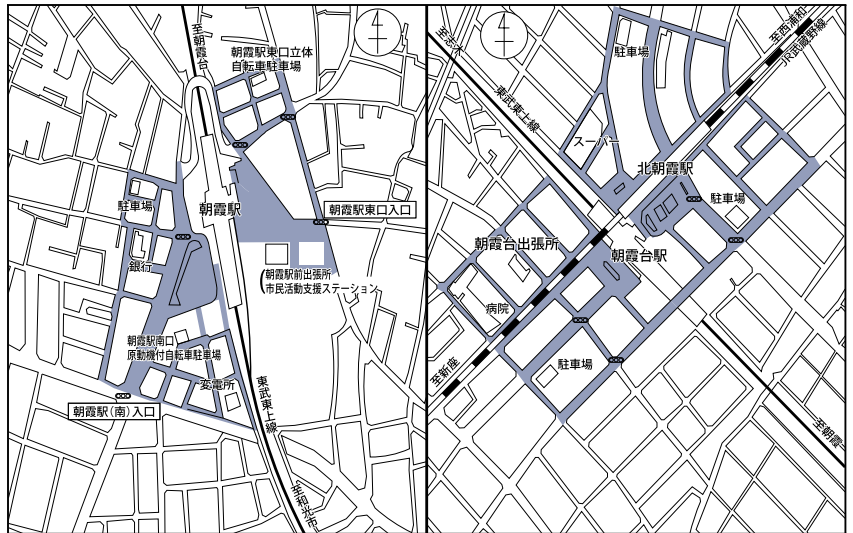 至朝霞台
朝霞駅東口立体
自転車駐車場
駐車場
朝霞駅
朝霞駅東口入口
銀行
朝霞駅前出張所
市民活動支援ステーション
朝霞駅南口
原動機付自転車駐車場
変電所
朝霞駅(南)入口
東武東上線
至和光市
至志木
東武東上線
駐車場
至西浦和
JR武蔵野線
スーパー
北朝霞駅
駐車場
朝霞台出張所
朝霞台駅
病院
至新座
駐車場
至朝霞